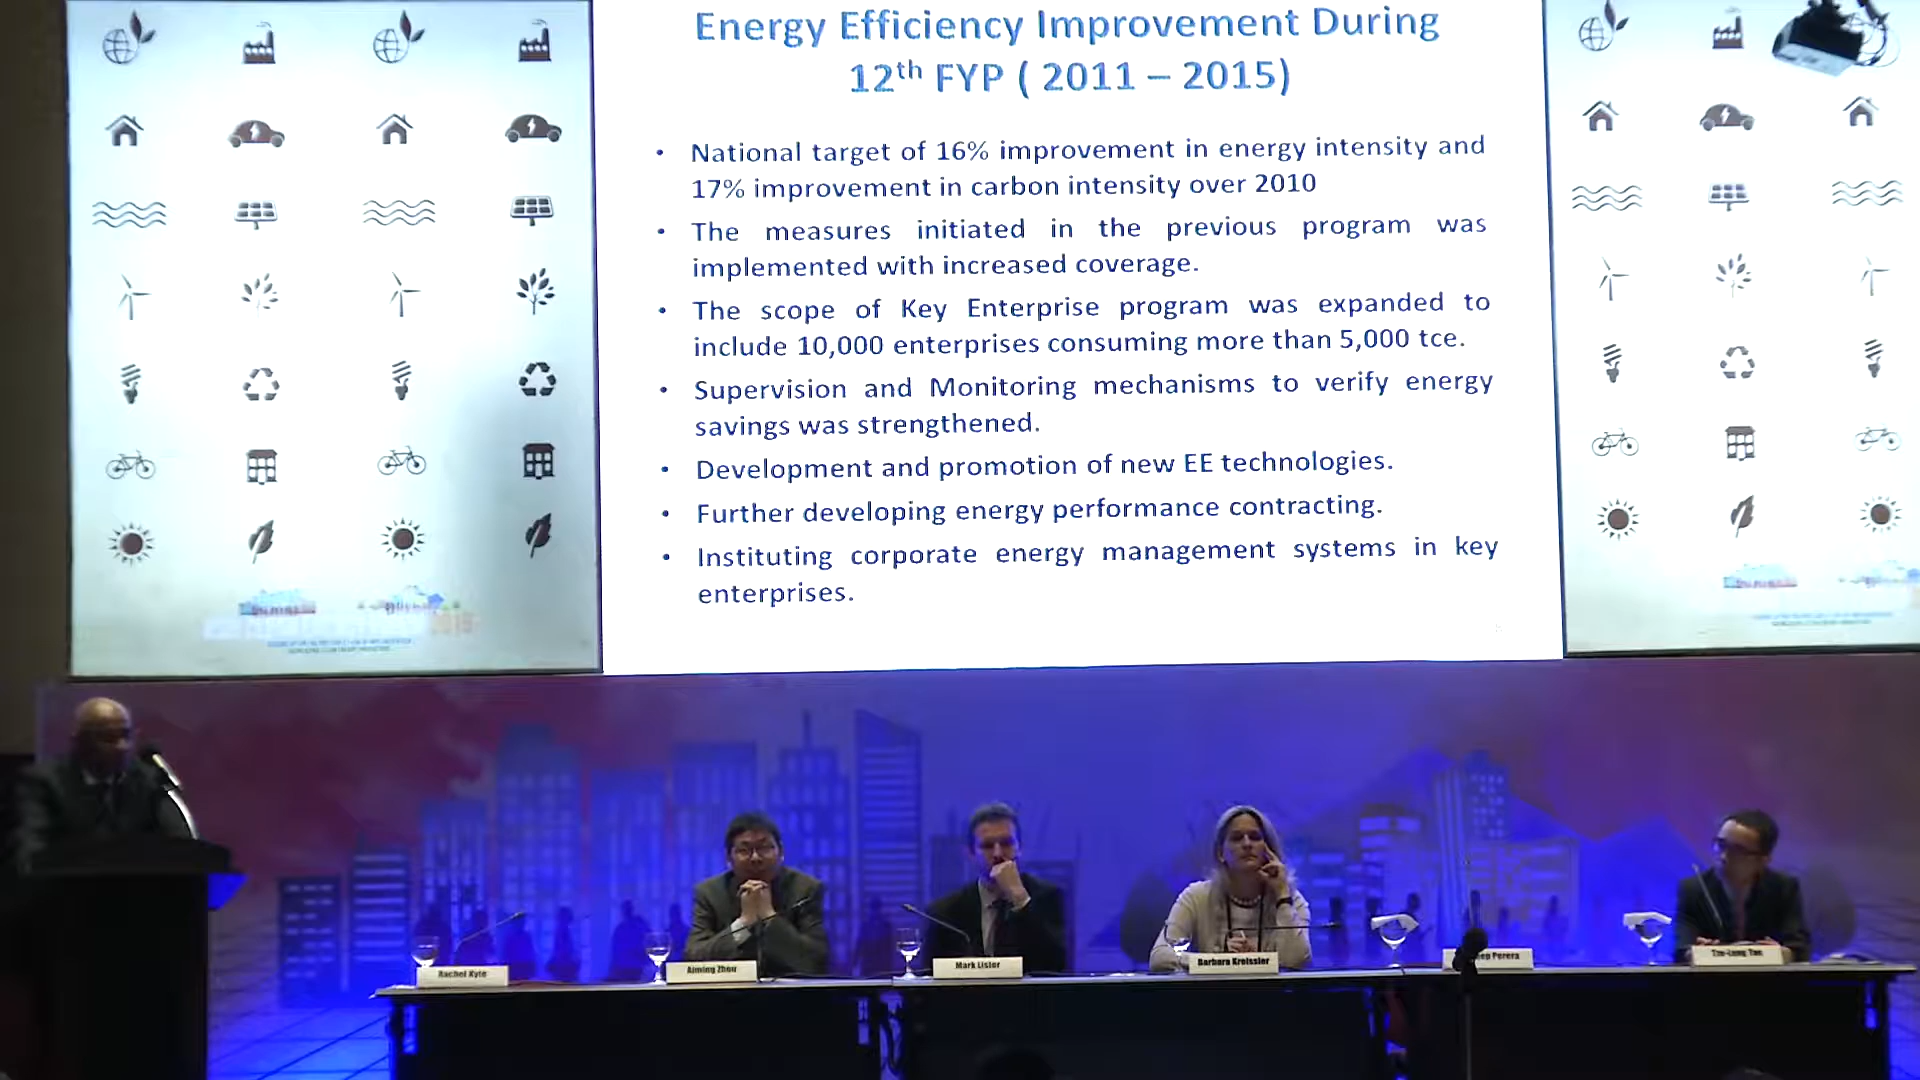 Energy Efficiency Improvement During
12th FYP ( 2011 – 2015)
• National target of 16% improvement in energy intensity and
17% improvement in carbon intensity over 2010
• The measures initiated in the previous program was
implemented with increased coverage.
• The scope of Key Enterprise program was expanded to
include 10,000 enterprises consuming more than 5,000 tce.
• Supervision and Monitoring mechanisms to verify energy
savings was strengthened.
• Development and promotion of new EE technologies.
• Further developing energy performance contracting.
• Instituting corporate energy management systems in key
enterprises.
Rachel Kyte
Aiming Zhou
Mark Lister
Barbara Kreissler
Perera